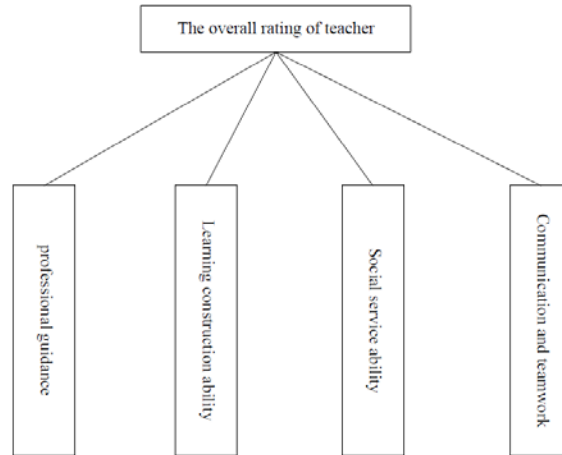 The overall rating of teacher
professional guidance
Learning construction ability
Social service ability
Communication and teamwork